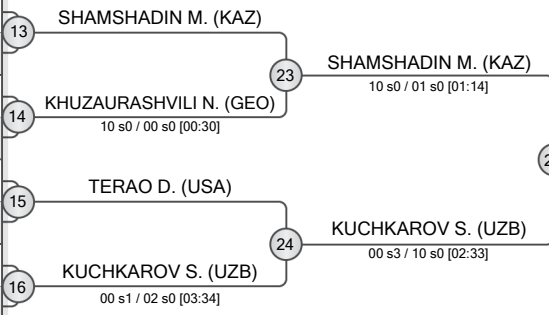 13
SHAMSHADIN M. (KAZ)
23
SHAMSHADIN M. (KAZ)
10 s0 / 01 s0 [01:14]
14
KHUZAURASHVILI N. (GEO)
10 s0 / 00 s0 [00:30]
15
TERAO D. (USA)
24
KUCHKAROV S. (UZB)
00 s3 / 10 s0 [02:33]
16
KUCHKAROV S. (UZB)
00 s1 / 02 s0 [03:34]